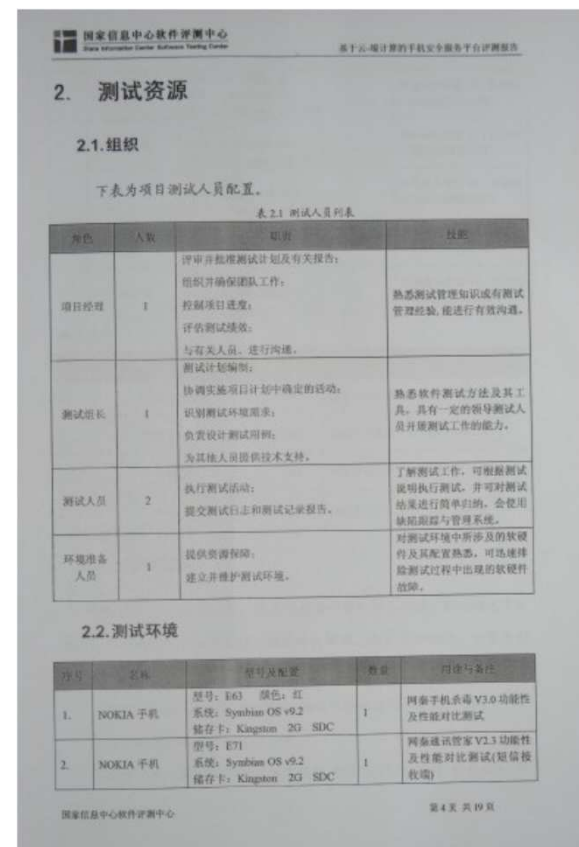 国家信息中心软件评测中心
State Information Center Software Testing Center
基于云-端计算的手机安全服务平台评测报告
2. 测试资源
2.1.组织
下表为项目测试人员配置。
表 2.1 测试人员列表
角色 人数 职责 技能
项目经理 1
评审并批准测试计划及有关报告;
组织并确保团队工作;
控制项目进度;
评估测试绩效;
与有关人员、进行沟通。
熟悉测试管理知识或有测试
管理经验,能进行有效沟通。
测试组长 1
测试计划编制;
协调实施项目计划中确定的活动;
识别测试环境需求;
负责设计测试用例;
为其他人员提供技术支持。
熟悉软件测试方法及其工
具。具有一定的领导测试人
员开展测试工作的能力。
测试人员 2
执行测试活动;
提交测试日志和测试记录报告。
了解测试工作,可根据测试
说明执行测试,并可对测试
结果进行简单归纳。会使用
缺陷跟踪与管理系统。
环境准备
人员
1
提供资源保障;
建立并维护测试环境。
对测试环境中所涉及的软硬
件及其配置熟悉,可迅速排
除测试过程中出现的软硬件
故障。
2.2.测试环境
序号 名称 型号及配置 数量 用途与备注
1. NOKIA 手机
型号:E63 颜色:红
系统:Symbian OS v9.2
储存卡:Kingston 2G SDC
1
网秦手机杀毒 V3.0 功能性
及性能对比测试
2. NOKIA 手机
型号:E71
系统:Symbian OS v9.2
储存卡:Kingston 2G SDC
1
网秦通讯管家 V2.3 功能性
及性能对比测试(短信接
收端)
国家信息中心软件评测中心
第 4 页 共 19 页